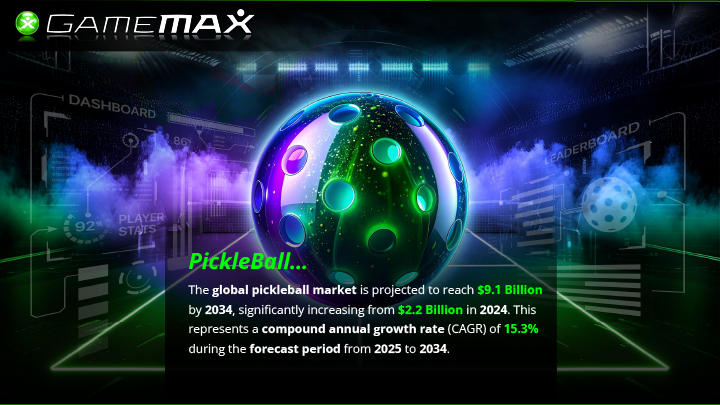 GAMEMAX
DASHBOARD
86%
LEADERBOARD
92%
PLAYER
STATS
PickleBall...
The global pickleball market is projected to reach $9.1 Billion
by 2034, significantly increasing from $2.2 Billion in 2024. This
represents a compound annual growth rate (CAGR) of 15.3%
during the forecast period from 2025 to 2034.